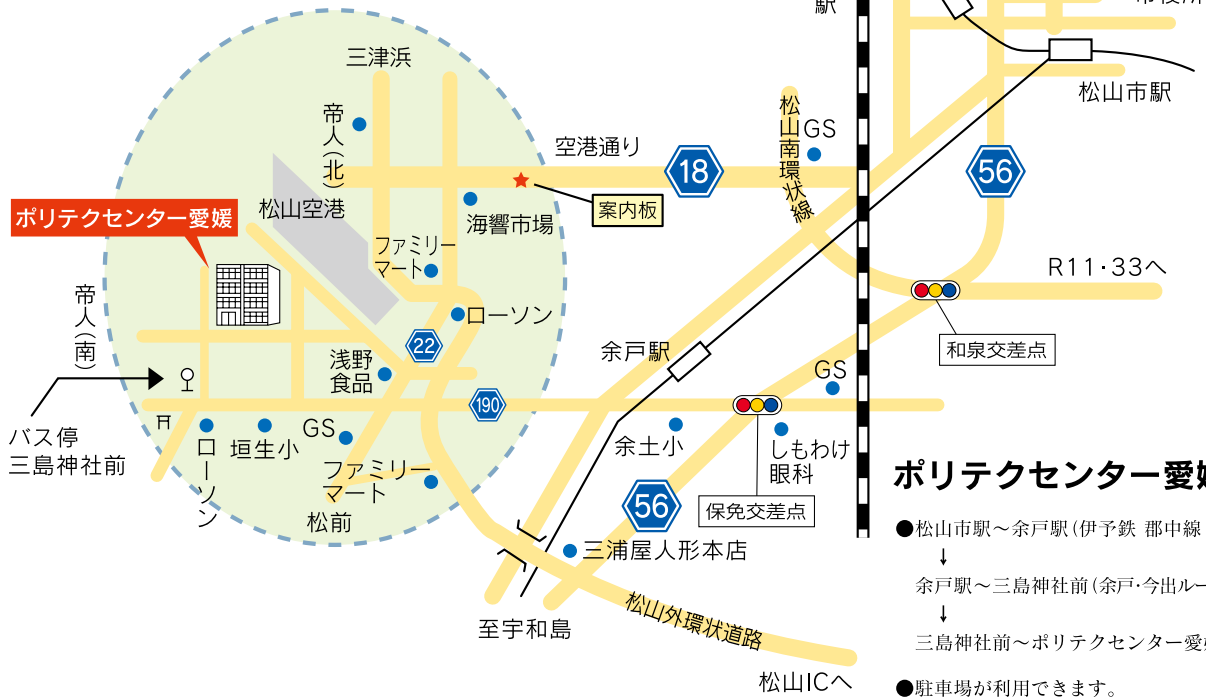 駅
市役所
三津浜
松山市駅
帝人(北)
松山南環状線
GS
空港通り
18
56
案内板
松山空港
海響市場
ポリテクセンター愛媛
ファミリー
マート
R11・33へ
帝人(南)
ローソン
22
和泉交差点
余戸駅
浅野
食品
GS
190
バス停
三島神社前
ローソン
垣生小
GS
ファミリー
マート
松前
余土小
しもわけ
眼科
56
保免交差点
三浦屋人形本店
至宇和島
松山外環状道路
松山ICへ
ポリテクセンター愛媛
●松山市駅～余戸駅(伊予鉄 郡中線
↓
余戸駅～三島神社前(余戸・今出ルー
↓
三島神社前～ポリテクセンター愛媛
●駐車場が利用できます。